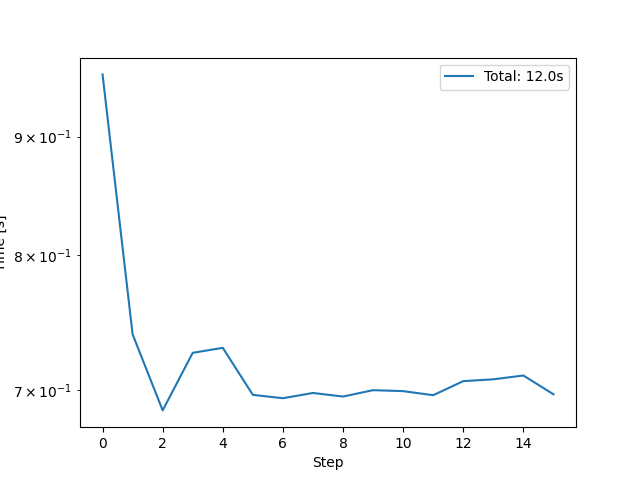 Total: 12.0s
9 × 10⁻¹
8 × 10⁻¹
7 × 10⁻¹
Time [s]
0 2 4 6 8 10 12 14
Step